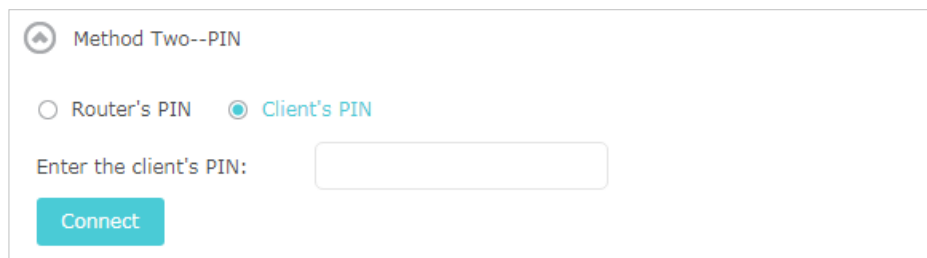 Method Two--PIN
Router's PIN Client's PIN
Enter the client's PIN:
Connect